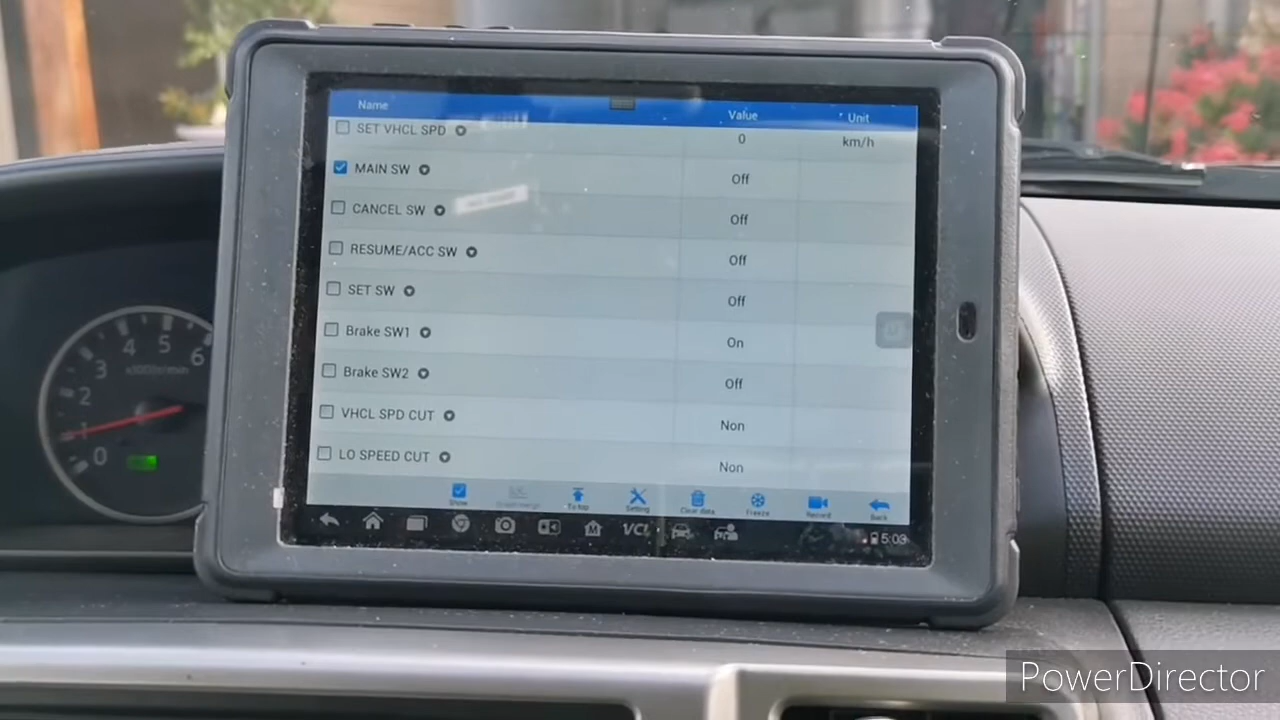 Name Value Unit
SET VHCL SPD 0 km/h
MAIN SW Off
CANCEL SW Off
RESUME/ACC SW Off
SET SW Off
Brake SW1 On
Brake SW2 Off
VHCL SPD CUT Non
LO SPEED CUT Non
Show To top Setting Clear data Freeze Record Back
VCI 5:03
0 1 2 3 4 5 6
x1000r/min
PowerDirector